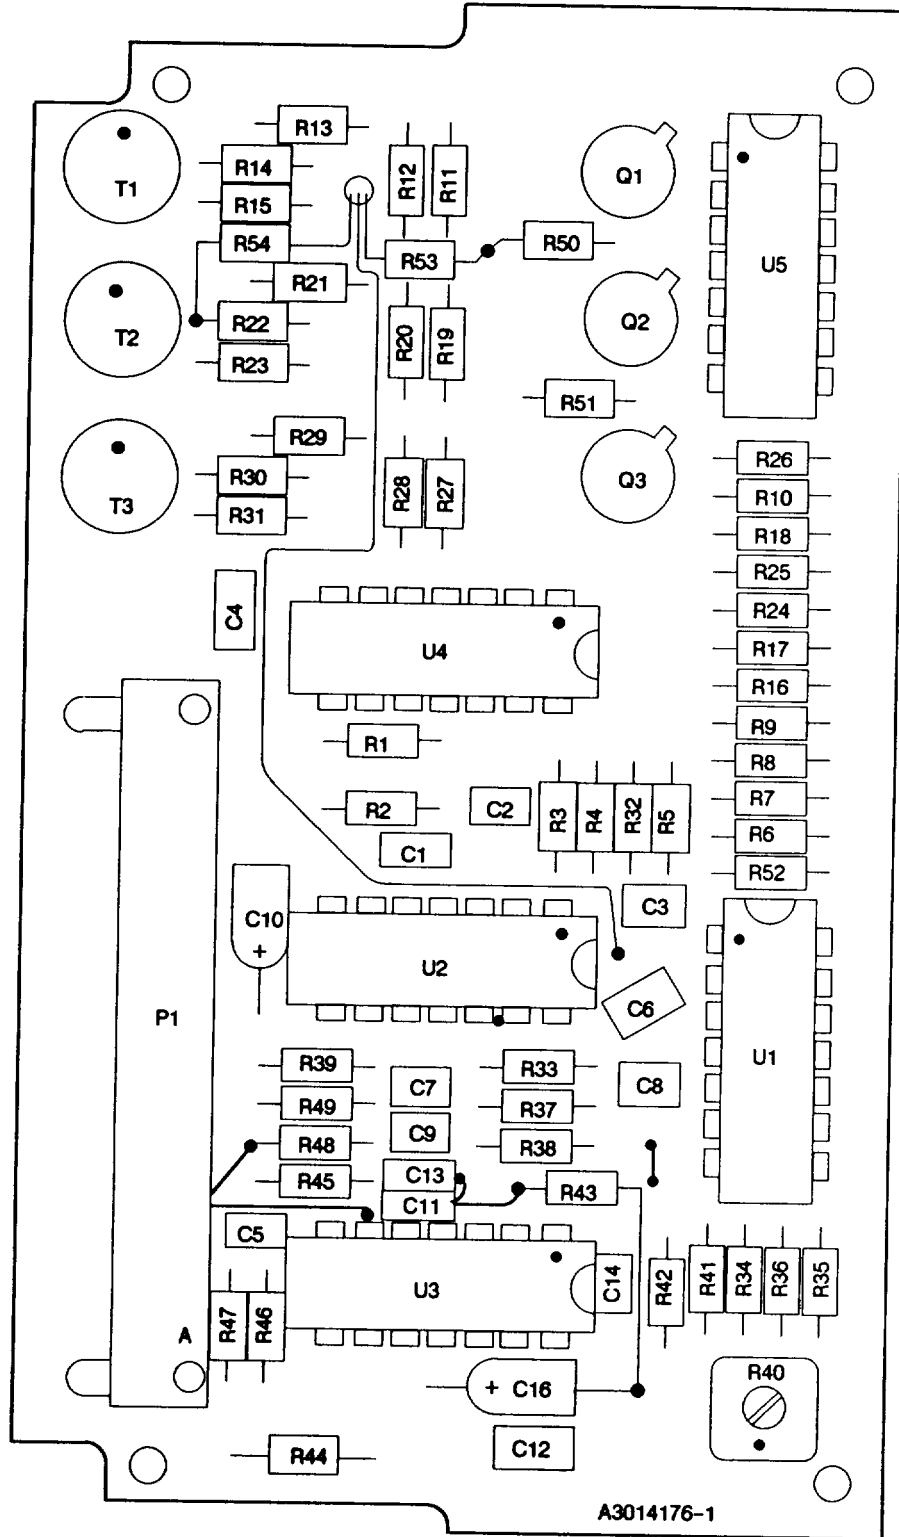 R13
T1
R14
R12
R11
Q1
R15
R54
R53
R50
U5
R21
T2
R22
R20
R19
Q2
R23
R51
R29
R26
T3
R30
R28
R27
Q3
R10
R31
R18
R25
C4
R24
U4
R17
R16
R1
R9
R8
R2
C2
R3
R4
R32
R5
R7
C1
R6
R52
C10
+
C3
U2
P1
C6
U1
R39
R33
C7
C8
R49
R37
R48
C9
R38
R45
C13
R43
C11
C5
U3
C14
R42
R41
R34
R36
R35
R47
R46
A
+ C16
R40
C12
R44
A3014176-1